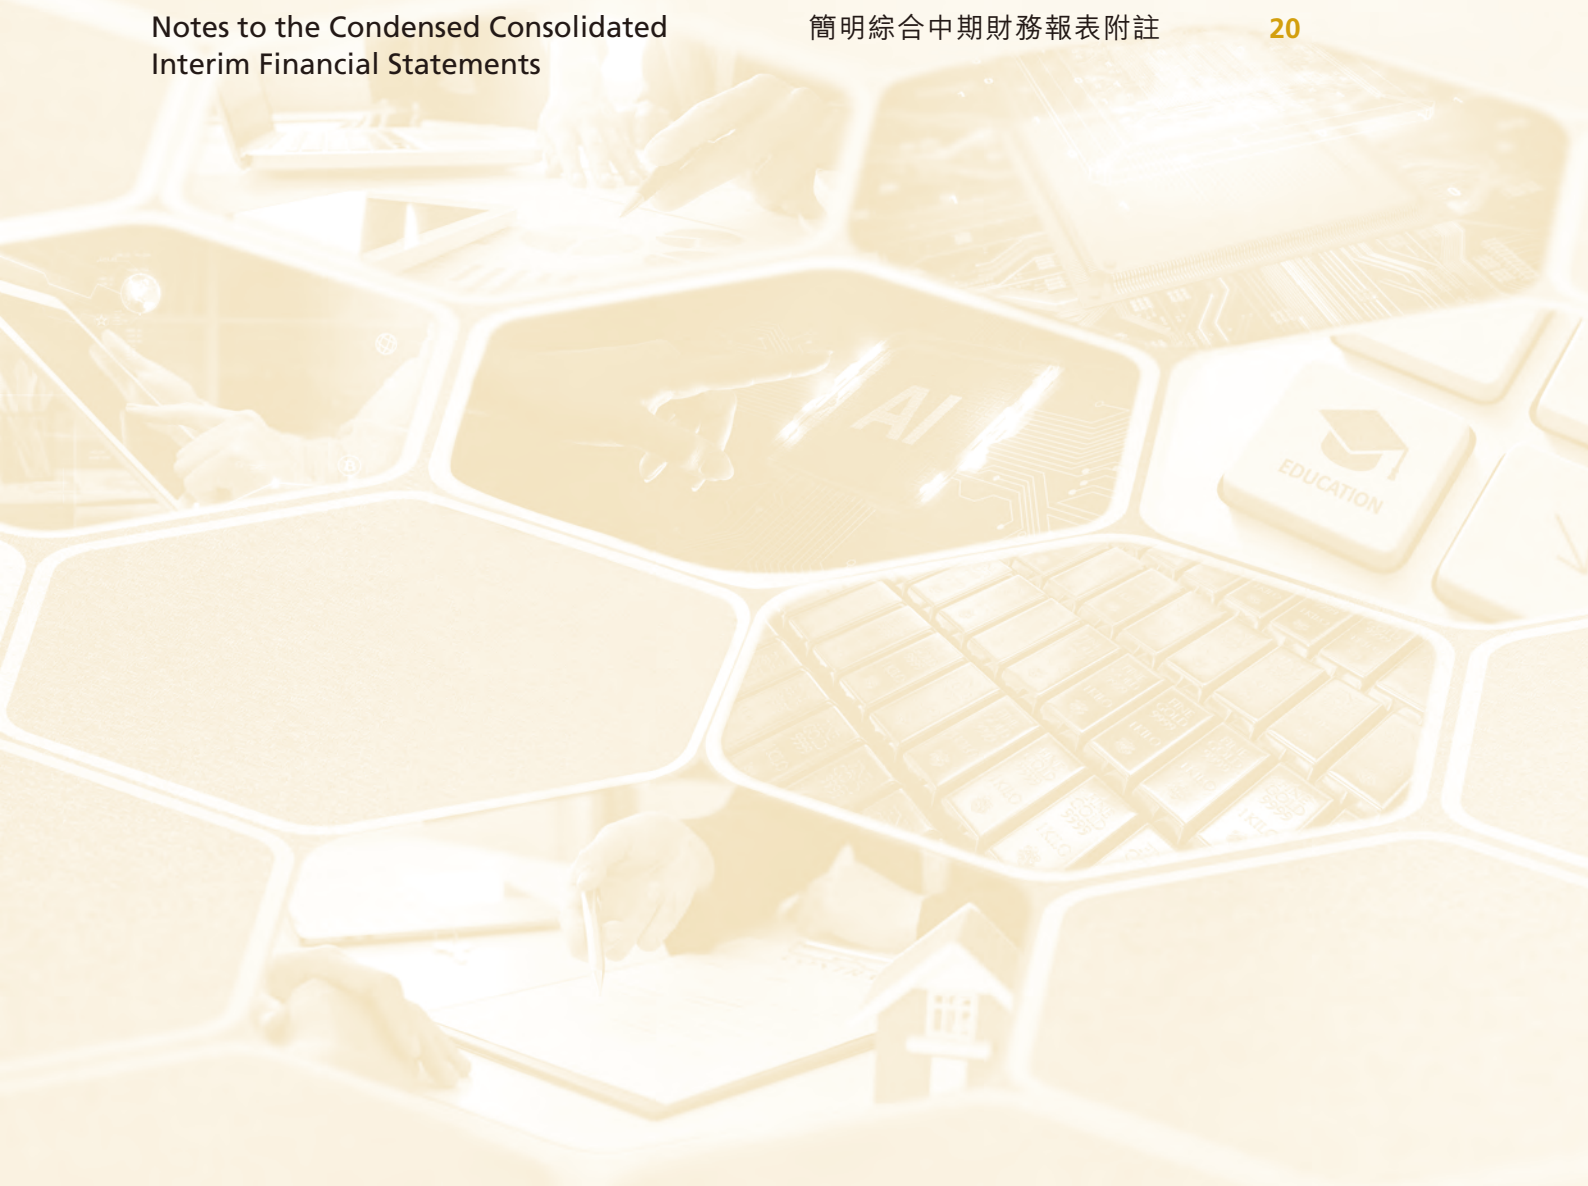 Notes to the Condensed Consolidated
Interim Financial Statements
簡明綜合中期財務報表附註
20
AI
EDUCATION